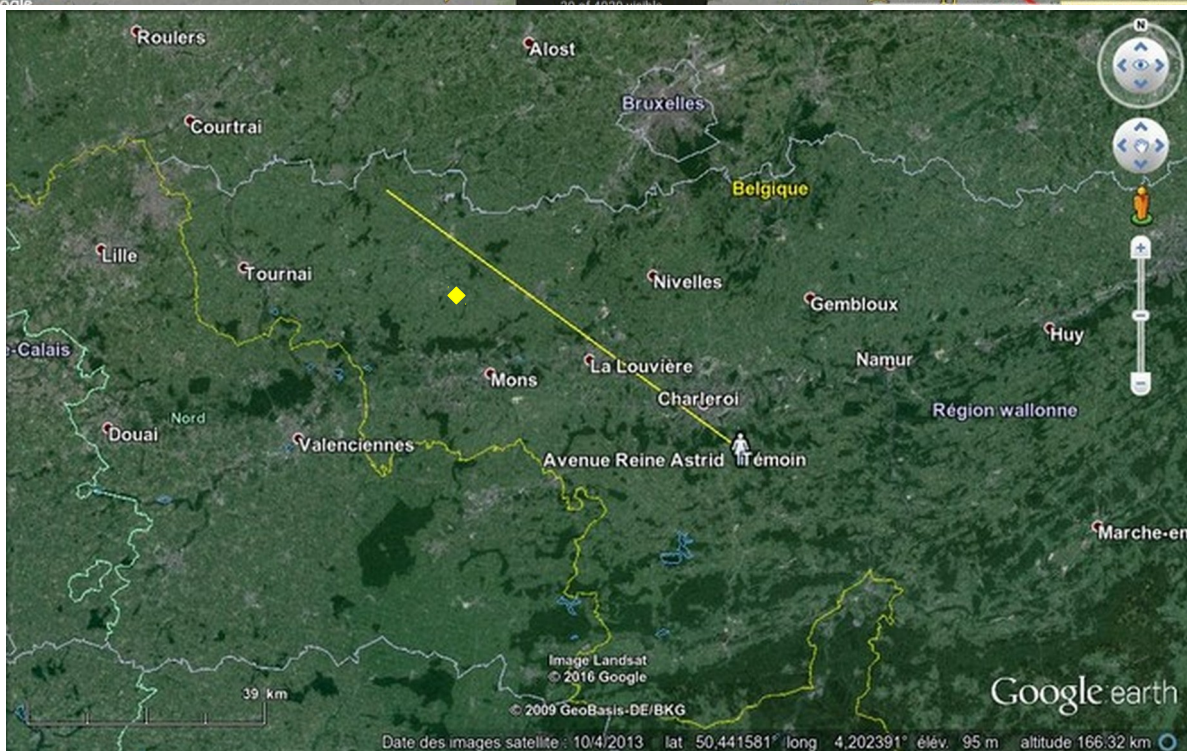 Roulers
Alost
N
Bruxelles
Courtrai
Belgique
Lille
Tournai
Nivelles
Gembloux
Huy
e-Calais
La Louvière
Namur
Mons
Charleroi
Nord
Région wallonne
Douai
Valenciennes
Avenue Reine Astrid Témoin
Marche-en
Image Landsat
© 2016 Google
39 km
Google earth
© 2009 GeoBasis-DE/BKG
Date des images satellite : 10/4/2013 lat 50,441581° long 4,202391° élév. 95 m altitude 166,32 km